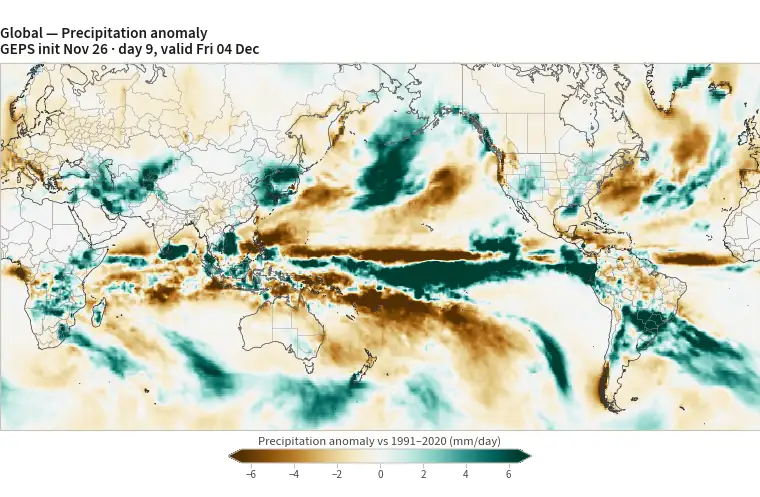 Global — Precipitation anomaly
GEPS init Nov 26 · day 9, valid Fri 04 Dec
Precipitation anomaly vs 1991–2020 (mm/day)
−6 −4 −2 0 2 4 6